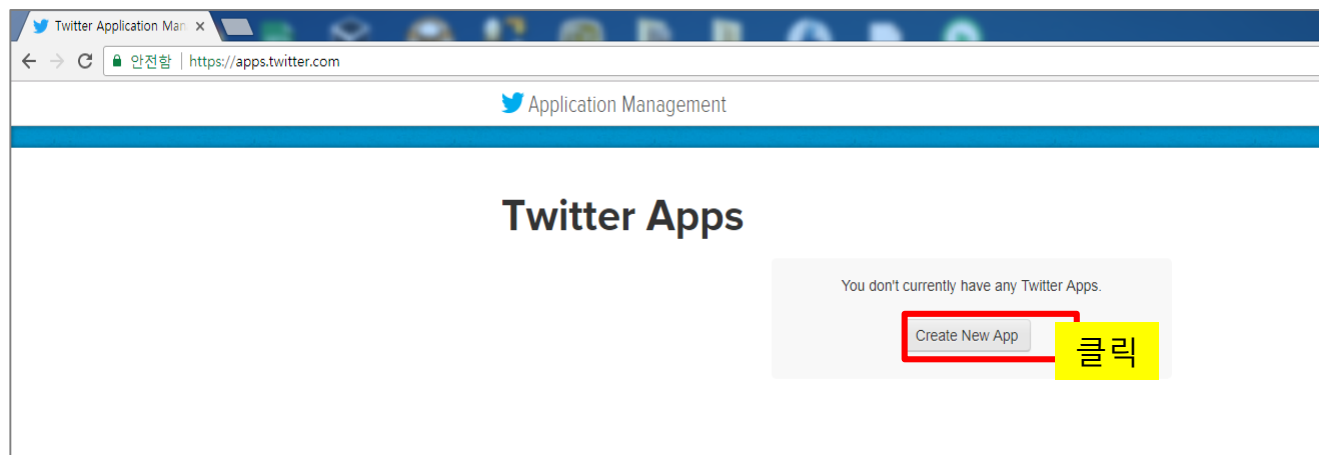 Twitter Application Man
안전함 | https://apps.twitter.com
Application Management
Twitter Apps
You don't currently have any Twitter Apps.
Create New App
클릭